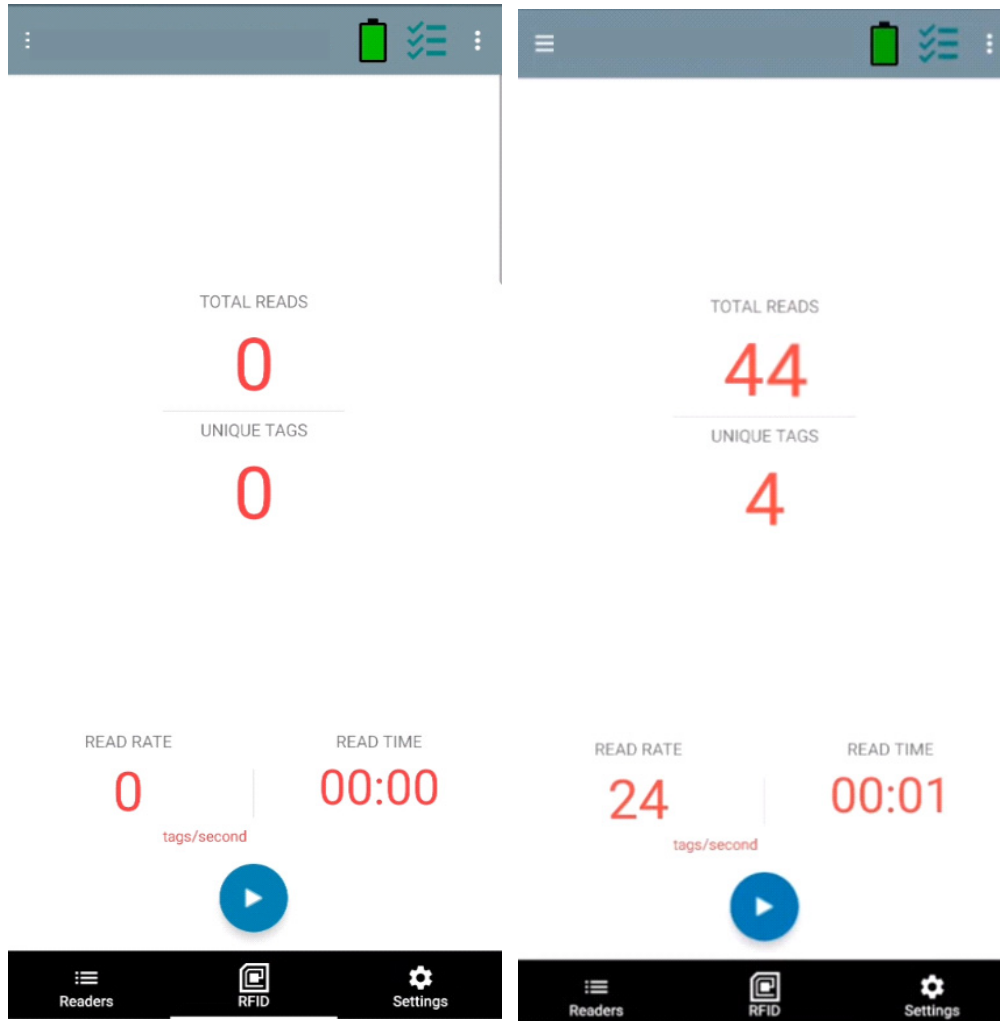 TOTAL READS
0
UNIQUE TAGS
0
READ RATE
READ TIME
0
00:00
tags/second
Readers
RFID
Settings
TOTAL READS
44
UNIQUE TAGS
4
READ RATE
READ TIME
24
00:01
tags/second
Readers
RFID
Settings